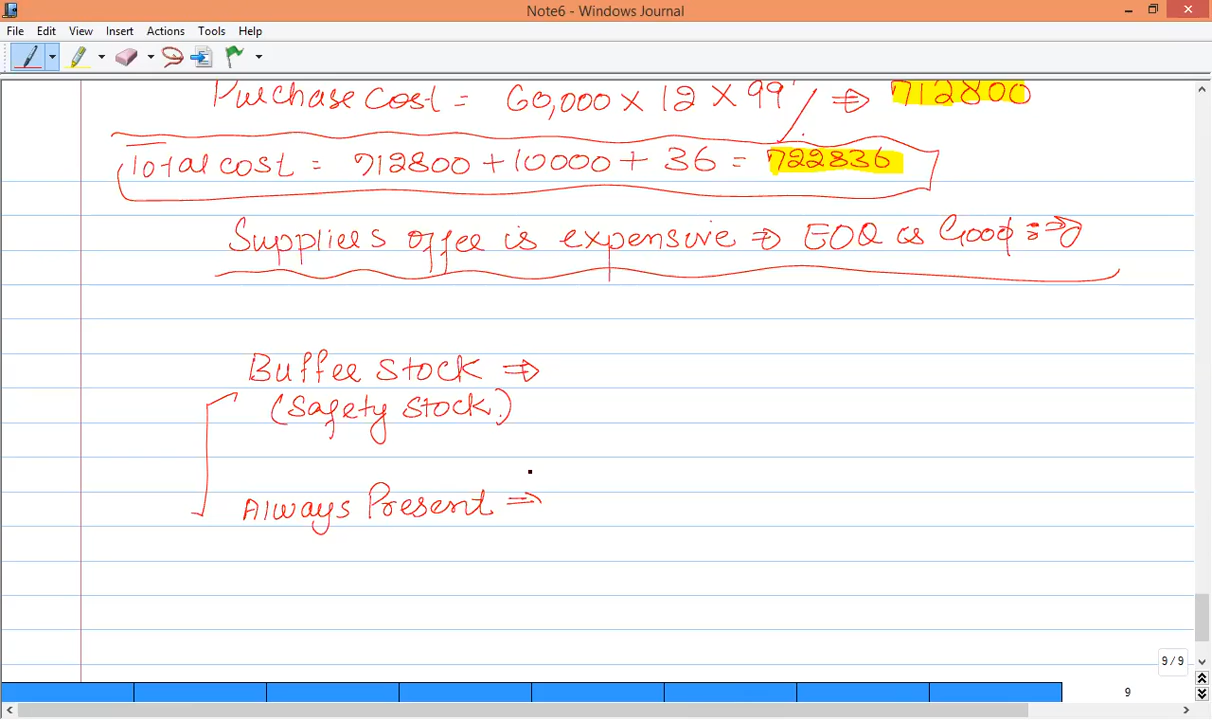 Note6 - Windows Journal
File Edit View Insert Actions Tools Help
Purchase Cost = 60,000 × 12 × 99% ⇒ 712800
Total cost = 712800 + 10000 + 36 = 722836
Suppliers offer is expensive ⇒ EOQ is Good
Buffer Stock ⇒
(Safety Stock)
Always Present ⇒
9 / 9
9